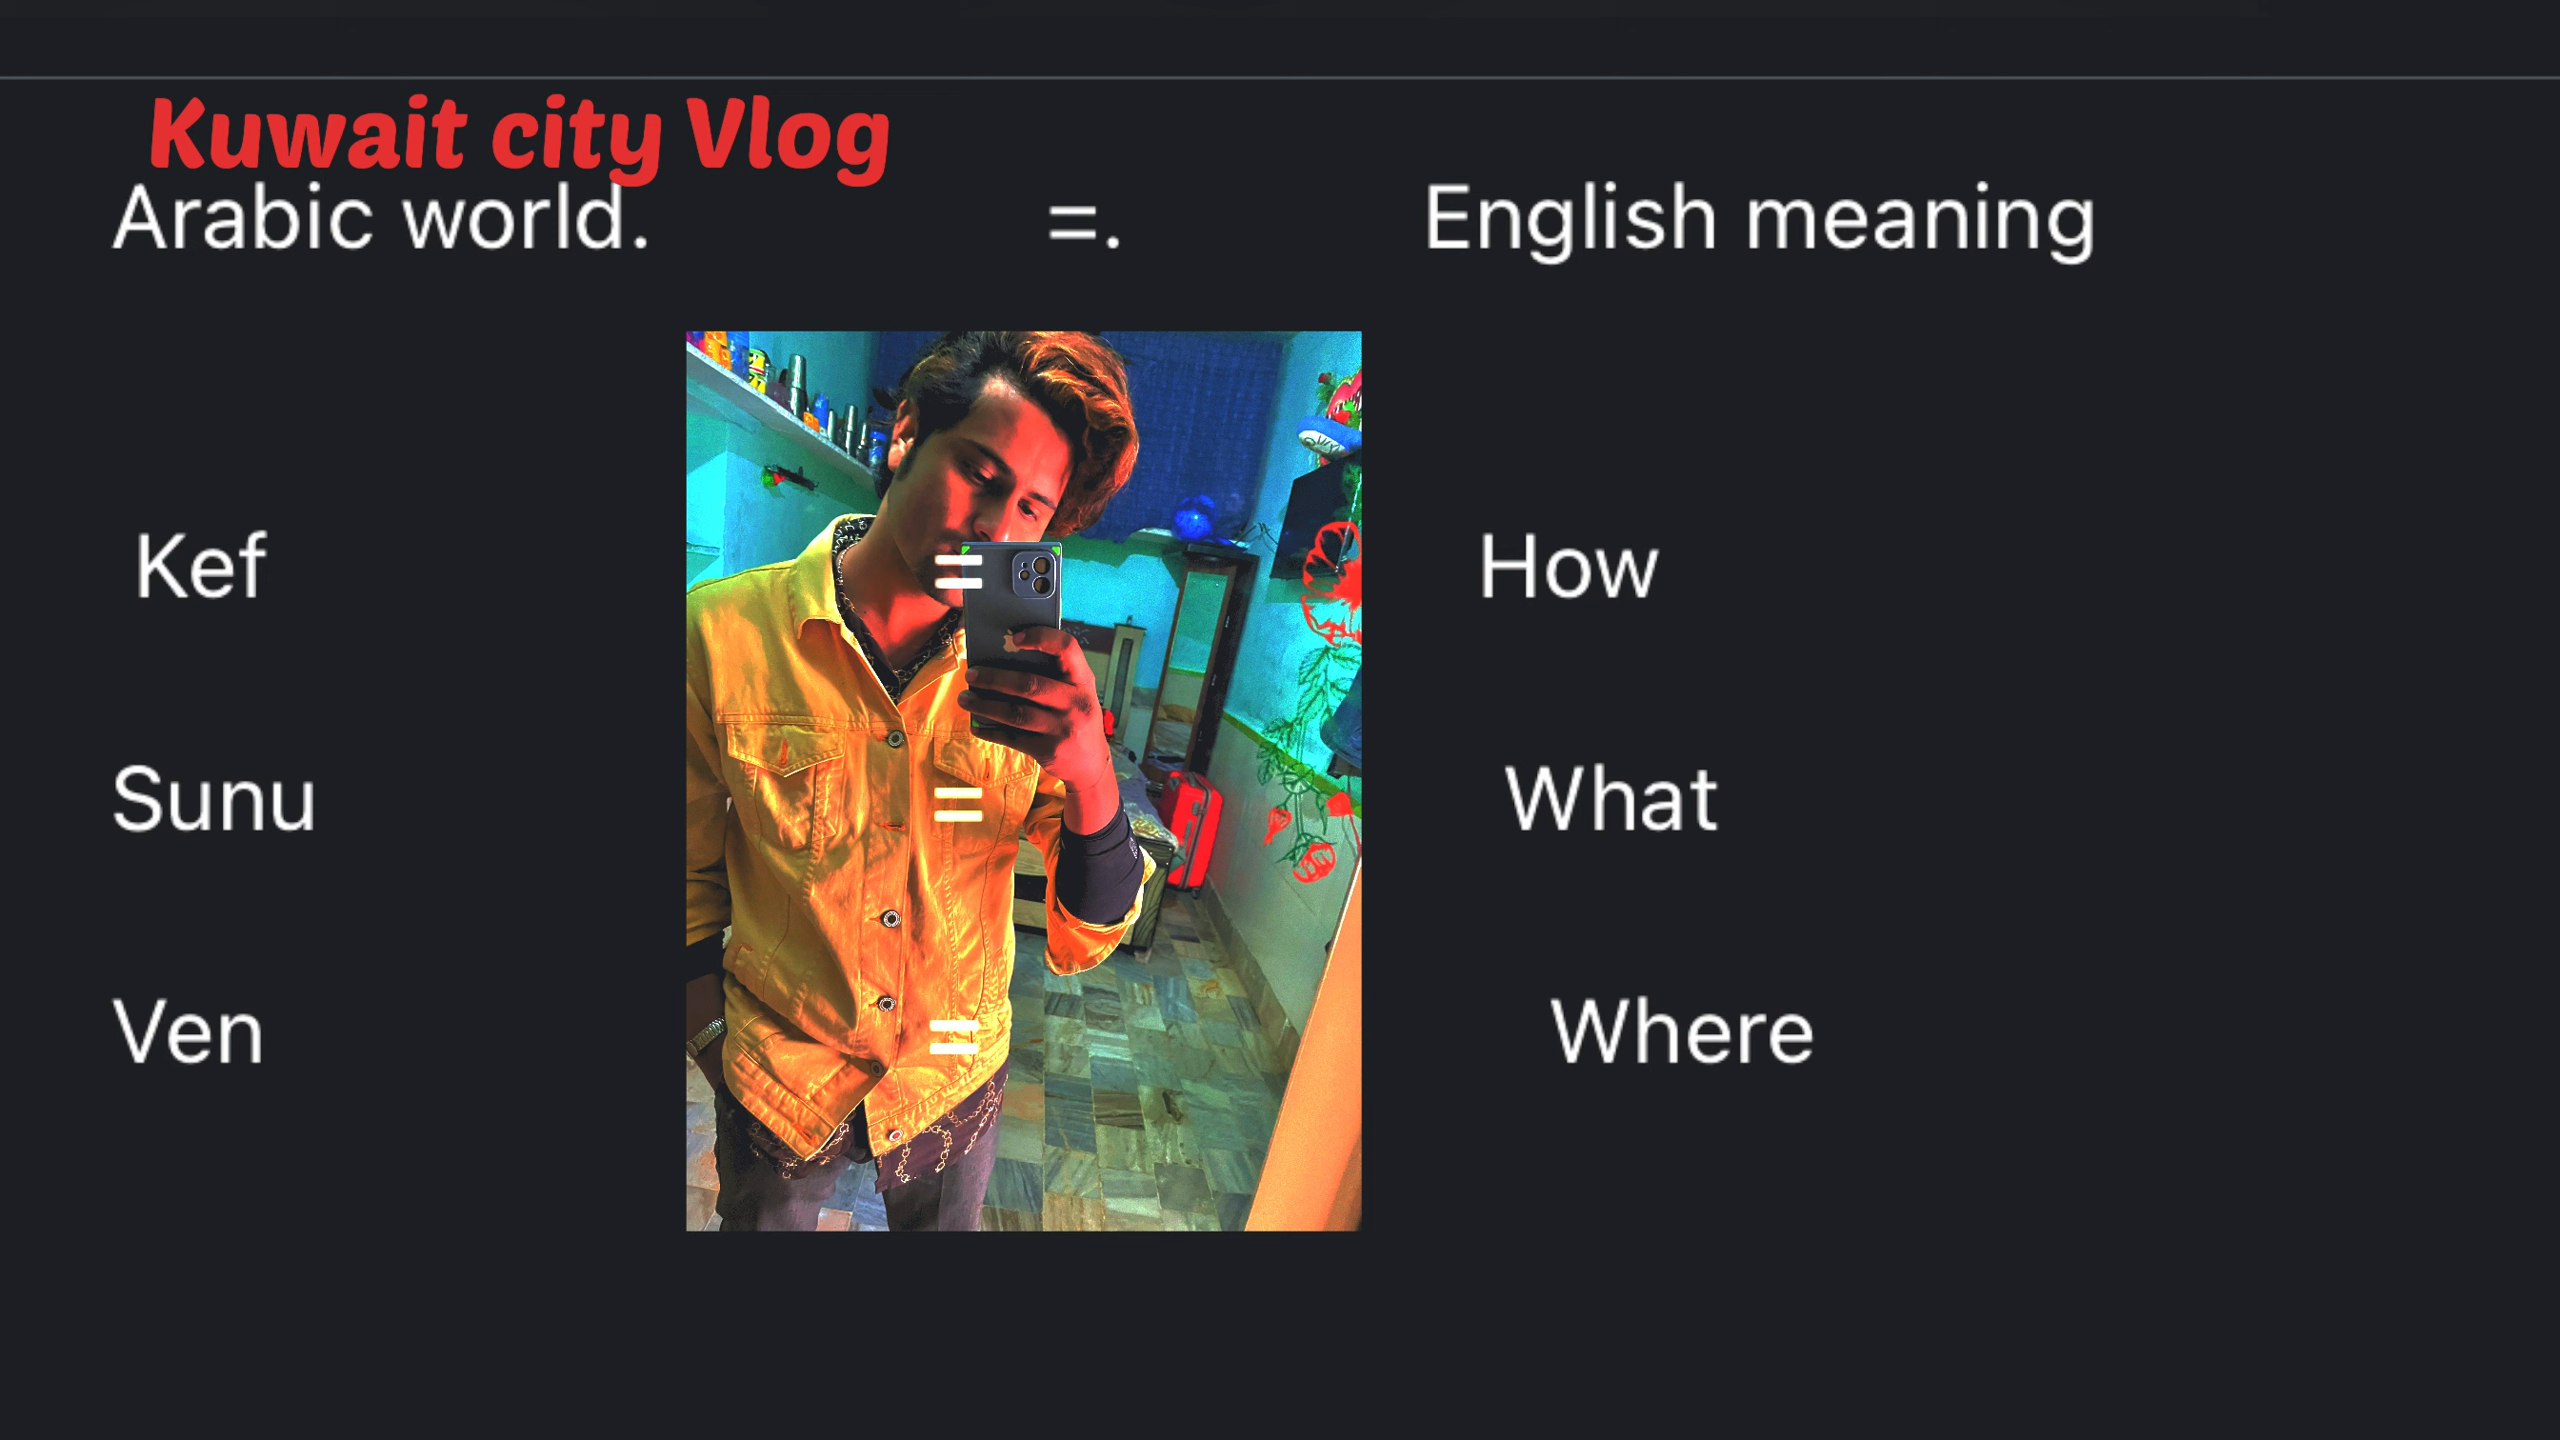 Kuwait city Vlog
Arabic world. =. English meaning
Kef = How
Sunu = What
Ven = Where